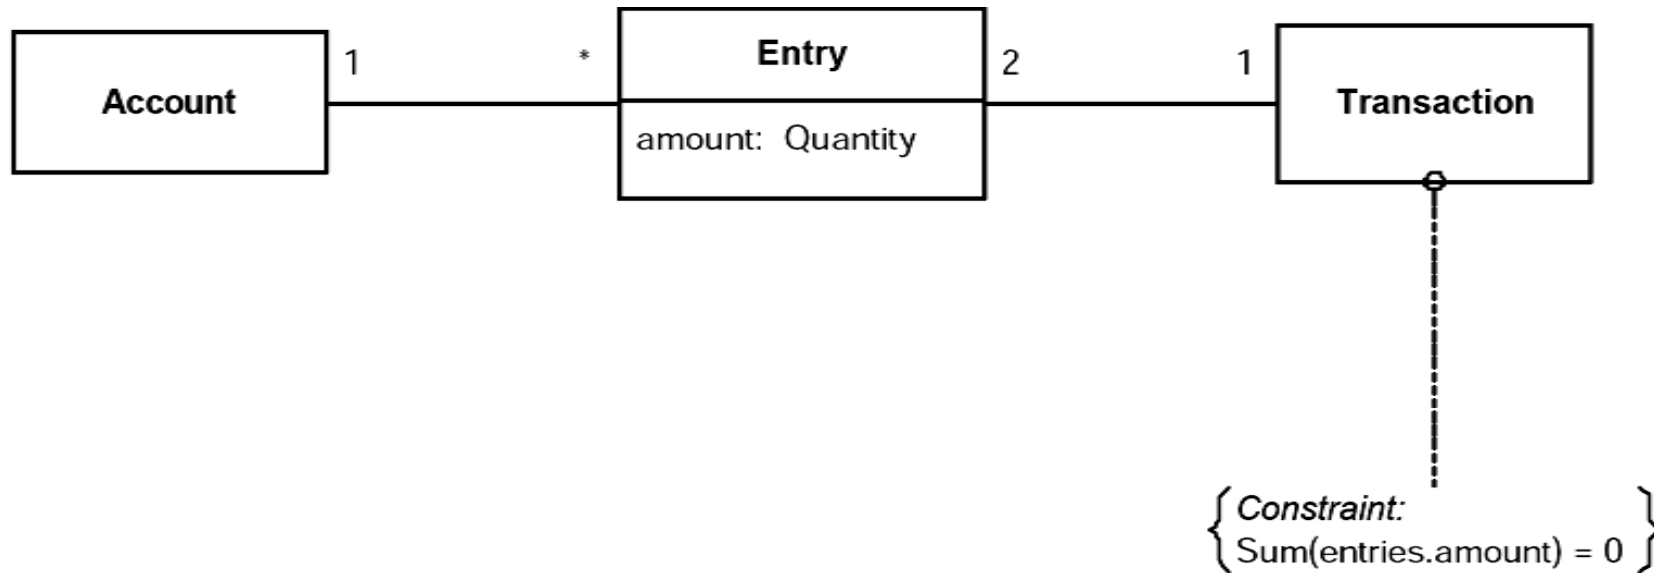 Account
1
*
Entry
amount: Quantity
2
1
Transaction
Constraint:
Sum(entries.amount) = 0